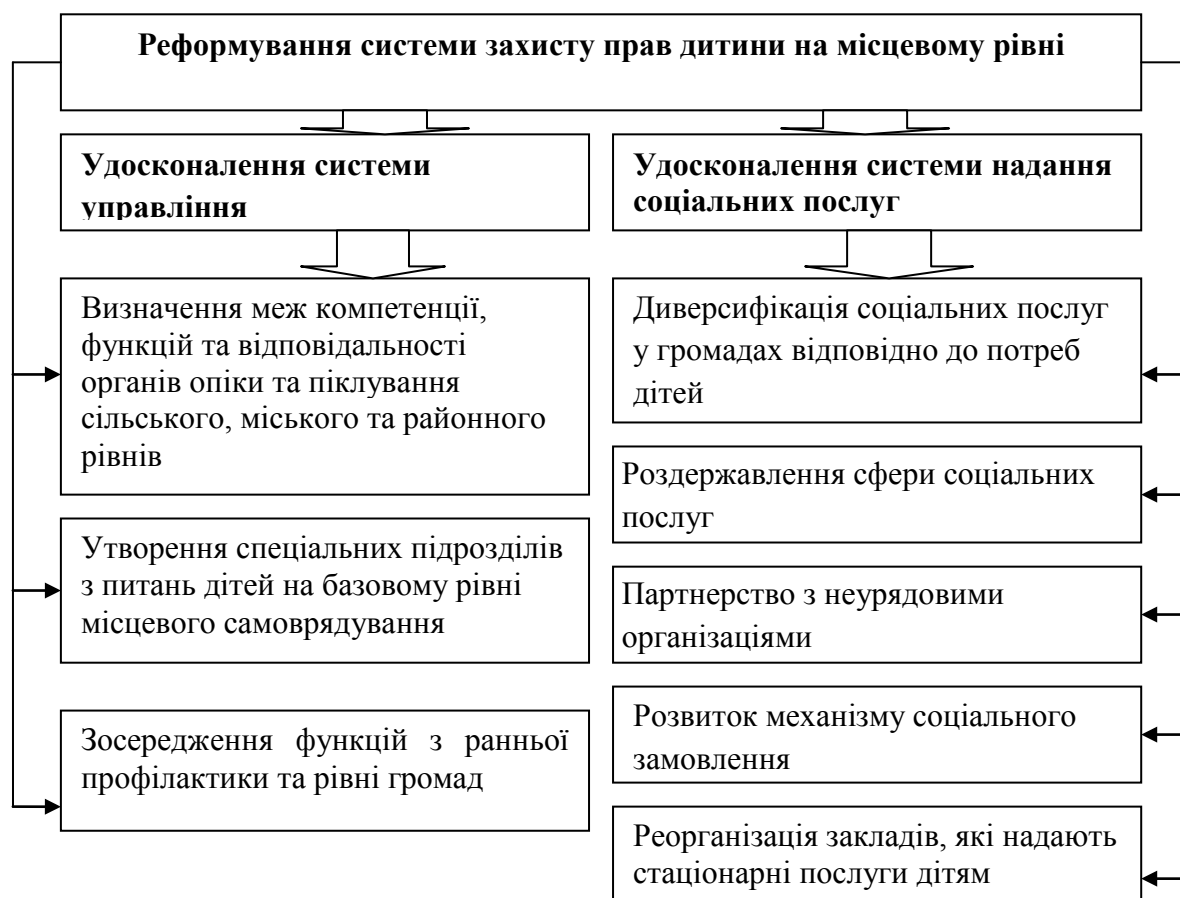 Реформування системи захисту прав дитини на місцевому рівні
Удосконалення системи
управління
Визначення меж компетенції,
функцій та відповідальності
органів опіки та піклування
сільського, міського та районного
рівнів
Утворення спеціальних підрозділів
з питань дітей на базовому рівні
місцевого самоврядування
Зосередження функцій з ранньої
профілактики та рівні громад
Удосконалення системи надання
соціальних послуг
Диверсифікація соціальних послуг
у громадах відповідно до потреб
дітей
Роздержавлення сфери соціальних
послуг
Партнерство з неурядовими
організаціями
Розвиток механізму соціального
замовлення
Реорганізація закладів, які надають
стаціонарні послуги дітям